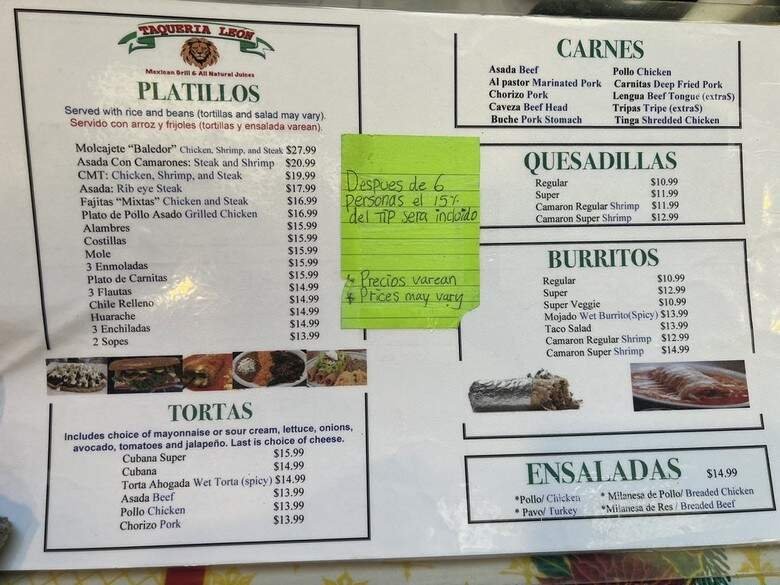 TAQUERIA LEON
Mexican Grill & All Natural Juices
PLATILLOS
Served with rice and beans (tortillas and salad may vary).
Servido con arroz y frijoles (tortillas y ensalada varean).
Molcajete “Baledor” Chicken, Shrimp, and Steak $27.99
Asada Con Camarones: Steak and Shrimp $20.99
CMT: Chicken, Shrimp, and Steak $19.99
Asada: Rib eye Steak $17.99
Fajitas “Mixtas” Chicken and Steak $16.99
Plato de Pollo Asado Grilled Chicken $16.99
Alambres $15.99
Costillas $15.99
Mole $15.99
3 Enmoladas $15.99
Plato de Carnitas $15.99
3 Flautas $14.99
Chile Relleno $14.99
Huarache $14.99
3 Enchiladas $14.99
2 Sopes $13.99
TORTAS
Includes choice of mayonnaise or sour cream, lettuce, onions,
avocado, tomatoes and jalapeño. Last is choice of cheese.
Cubana Super $15.99
Cubana $14.99
Torta Ahogada Wet Torta (spicy) $14.99
Asada Beef $13.99
Pollo Chicken $13.99
Chorizo Pork $13.99
Despues de 6
personas el 15%
del TIP sera incluido
* Precios varean
* Prices may vary
CARNES
Asada Beef Pollo Chicken
Al pastor Marinated Pork Carnitas Deep Fried Pork
Chorizo Pork Lengua Beef Tongue (extra$)
Caveza Beef Head Tripas Tripe (extra$)
Buche Pork Stomach Tinga Shredded Chicken
QUESADILLAS
Regular $10.99
Super $11.99
Camaron Regular Shrimp $11.99
Camaron Super Shrimp $12.99
BURRITOS
Regular $10.99
Super $12.99
Super Veggie $10.99
Mojado Wet Burrito(Spicy) $13.99
Taco Salad $13.99
Camaron Regular Shrimp $12.99
Camaron Super Shrimp $14.99
ENSALADAS $14.99
*Pollo/ Chicken * Milanesa de Pollo/ Breaded Chicken
* Pavo/ Turkey *Milanesa de Res / Breaded Beef